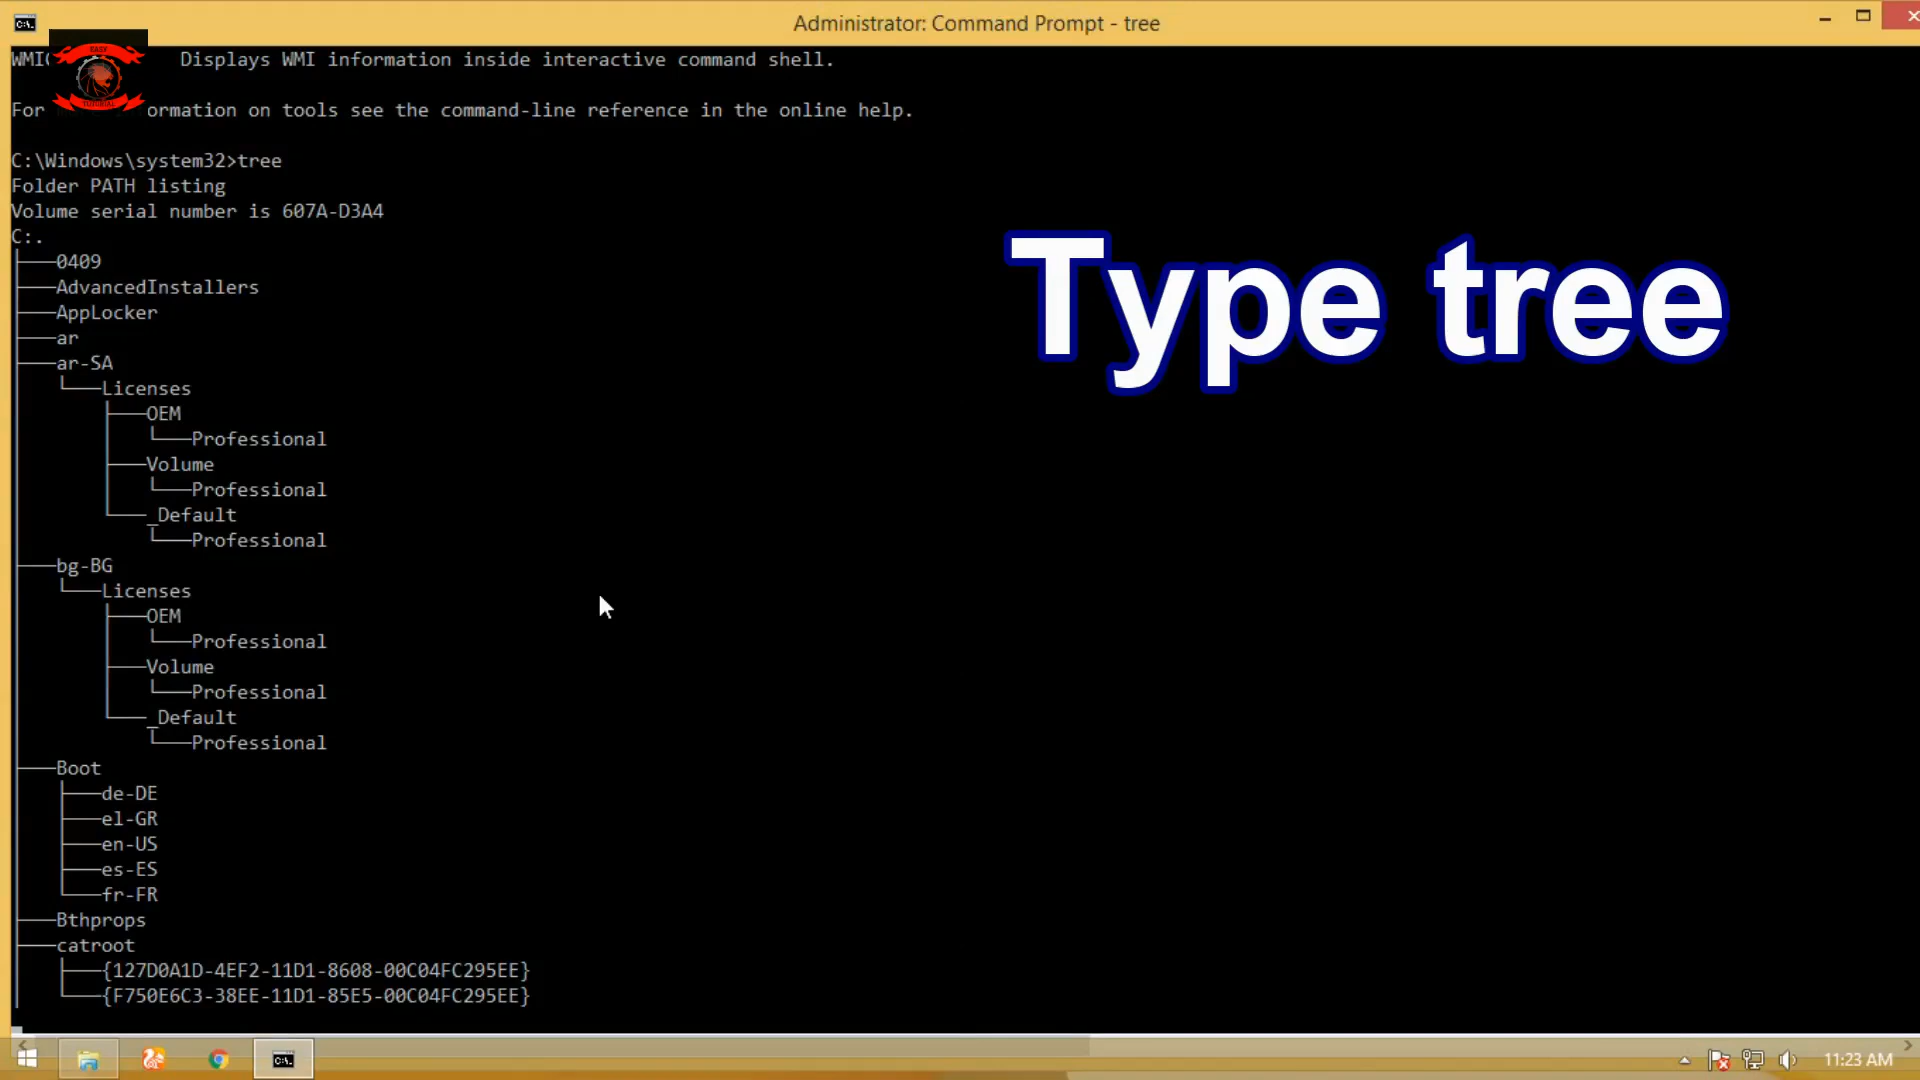 Administrator: Command Prompt - tree
WMIC Displays WMI information inside interactive command shell.
EASY
TUTORIAL
For ormation on tools see the command-line reference in the online help.
C:\Windows\system32>tree
Folder PATH listing
Volume serial number is 607A-D3A4
C:.
├───0409
├───AdvancedInstallers
├───AppLocker
├───ar
├───ar-SA
│   └───Licenses
│       ├───OEM
│       │   └───Professional
│       ├───Volume
│       │   └───Professional
│       └───_Default
│           └───Professional
├───bg-BG
│   └───Licenses
│       ├───OEM
│       │   └───Professional
│       ├───Volume
│       │   └───Professional
│       └───_Default
│           └───Professional
├───Boot
│   ├───de-DE
│   ├───el-GR
│   ├───en-US
│   ├───es-ES
│   └───fr-FR
├───Bthprops
├───catroot
│   ├───{127D0A1D-4EF2-11D1-8608-00C04FC295EE}
│   └───{F750E6C3-38EE-11D1-85E5-00C04FC295EE}
Type tree
11:23 AM